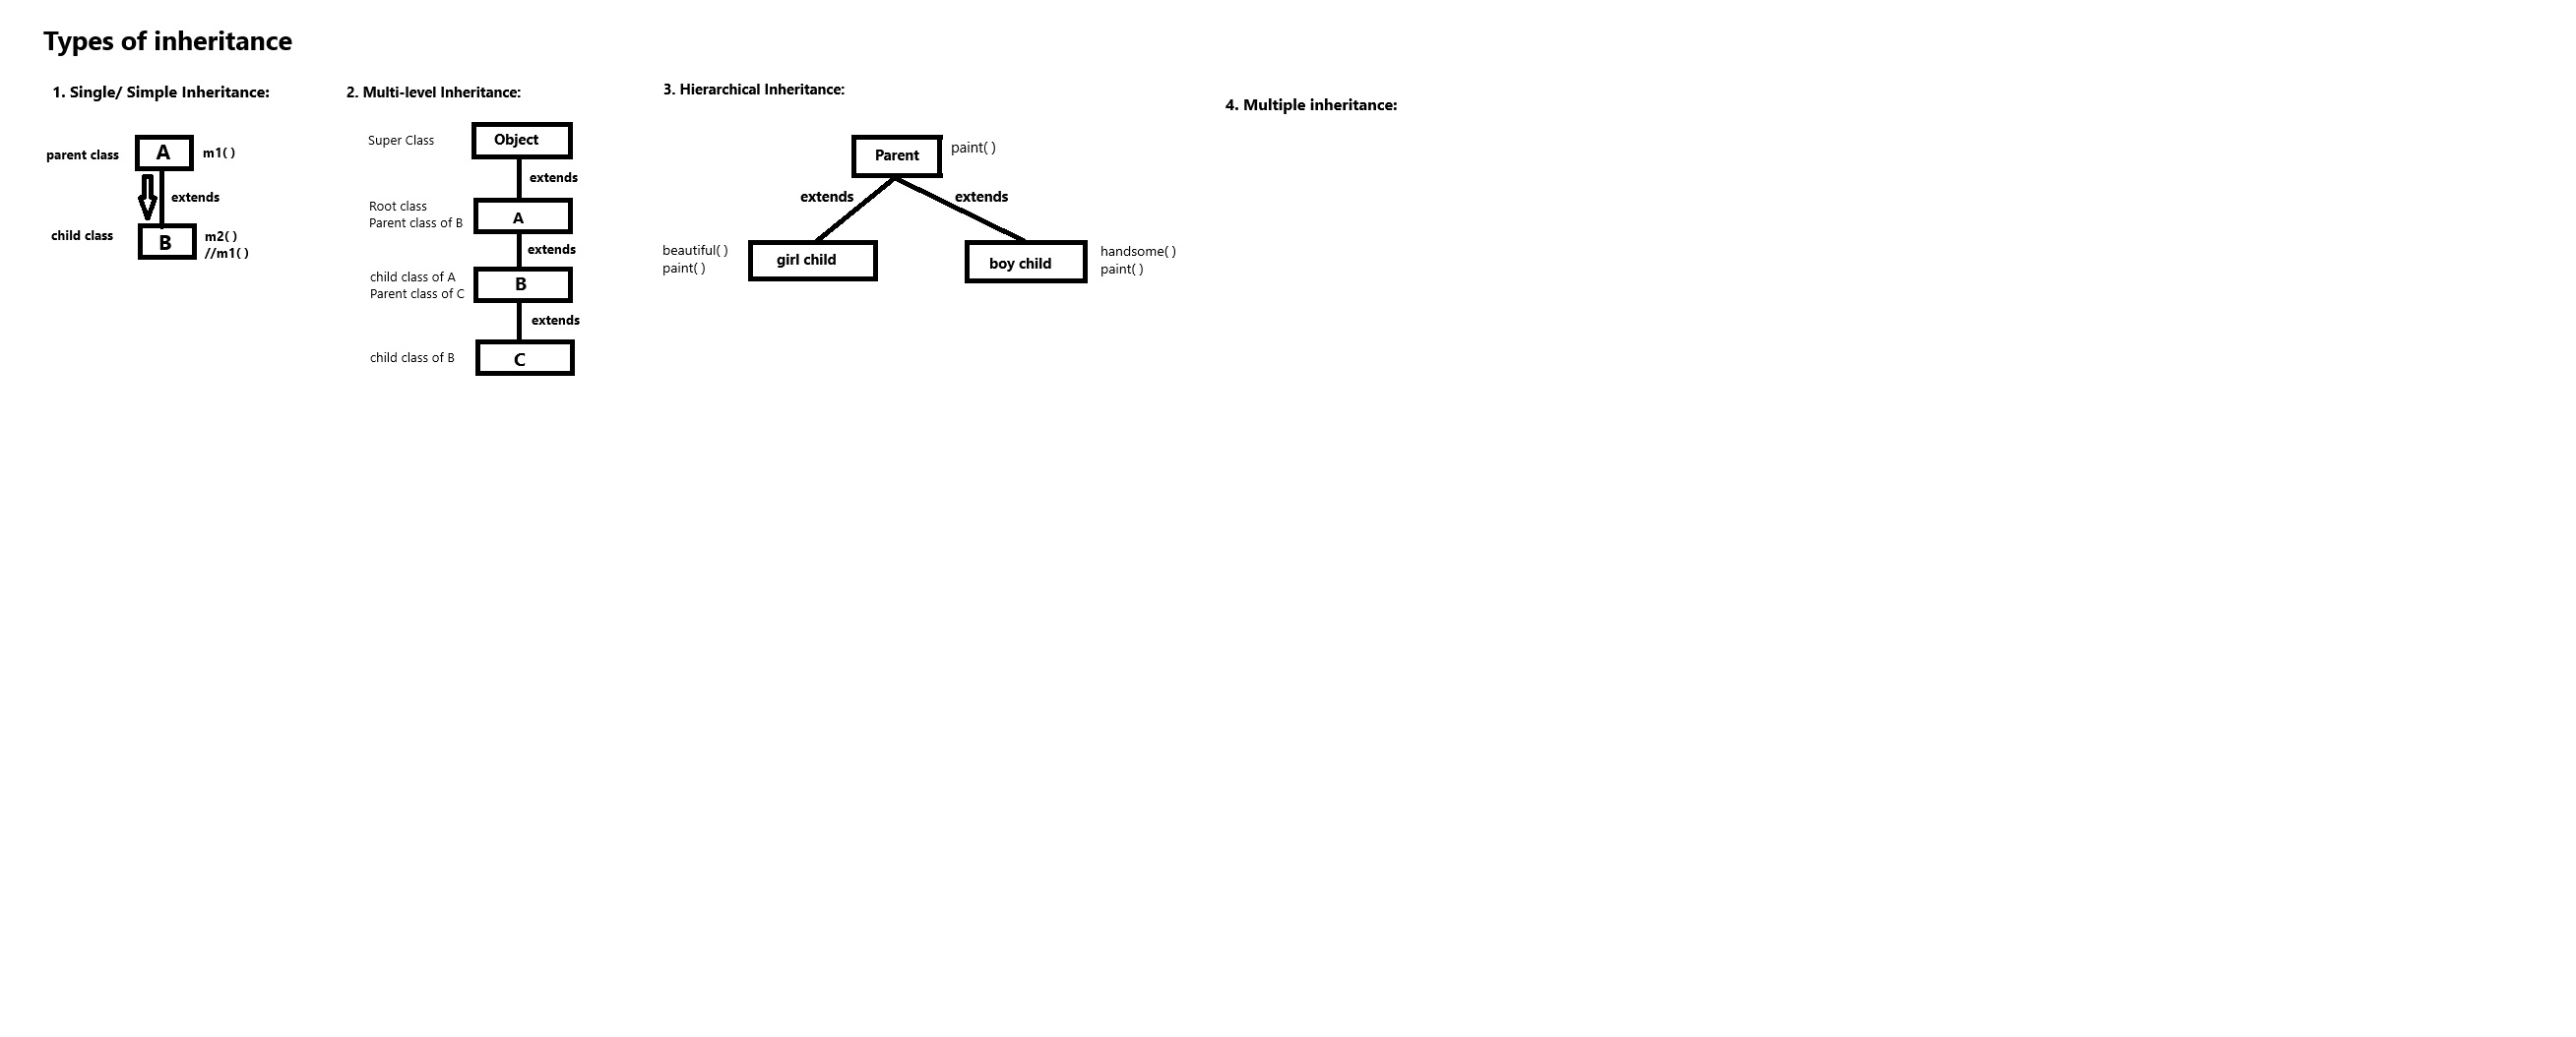 Types of inheritance
1. Single/ Simple Inheritance:
parent class
A
m1( )
extends
child class
B
m2( )
//m1( )
2. Multi-level Inheritance:
Super Class
Object
extends
Root class
Parent class of B
A
extends
child class of A
Parent class of C
B
extends
child class of B
C
3. Hierarchical Inheritance:
Parent
paint( )
extends
extends
beautiful( )
paint( )
girl child
boy child
handsome( )
paint( )
4. Multiple inheritance: